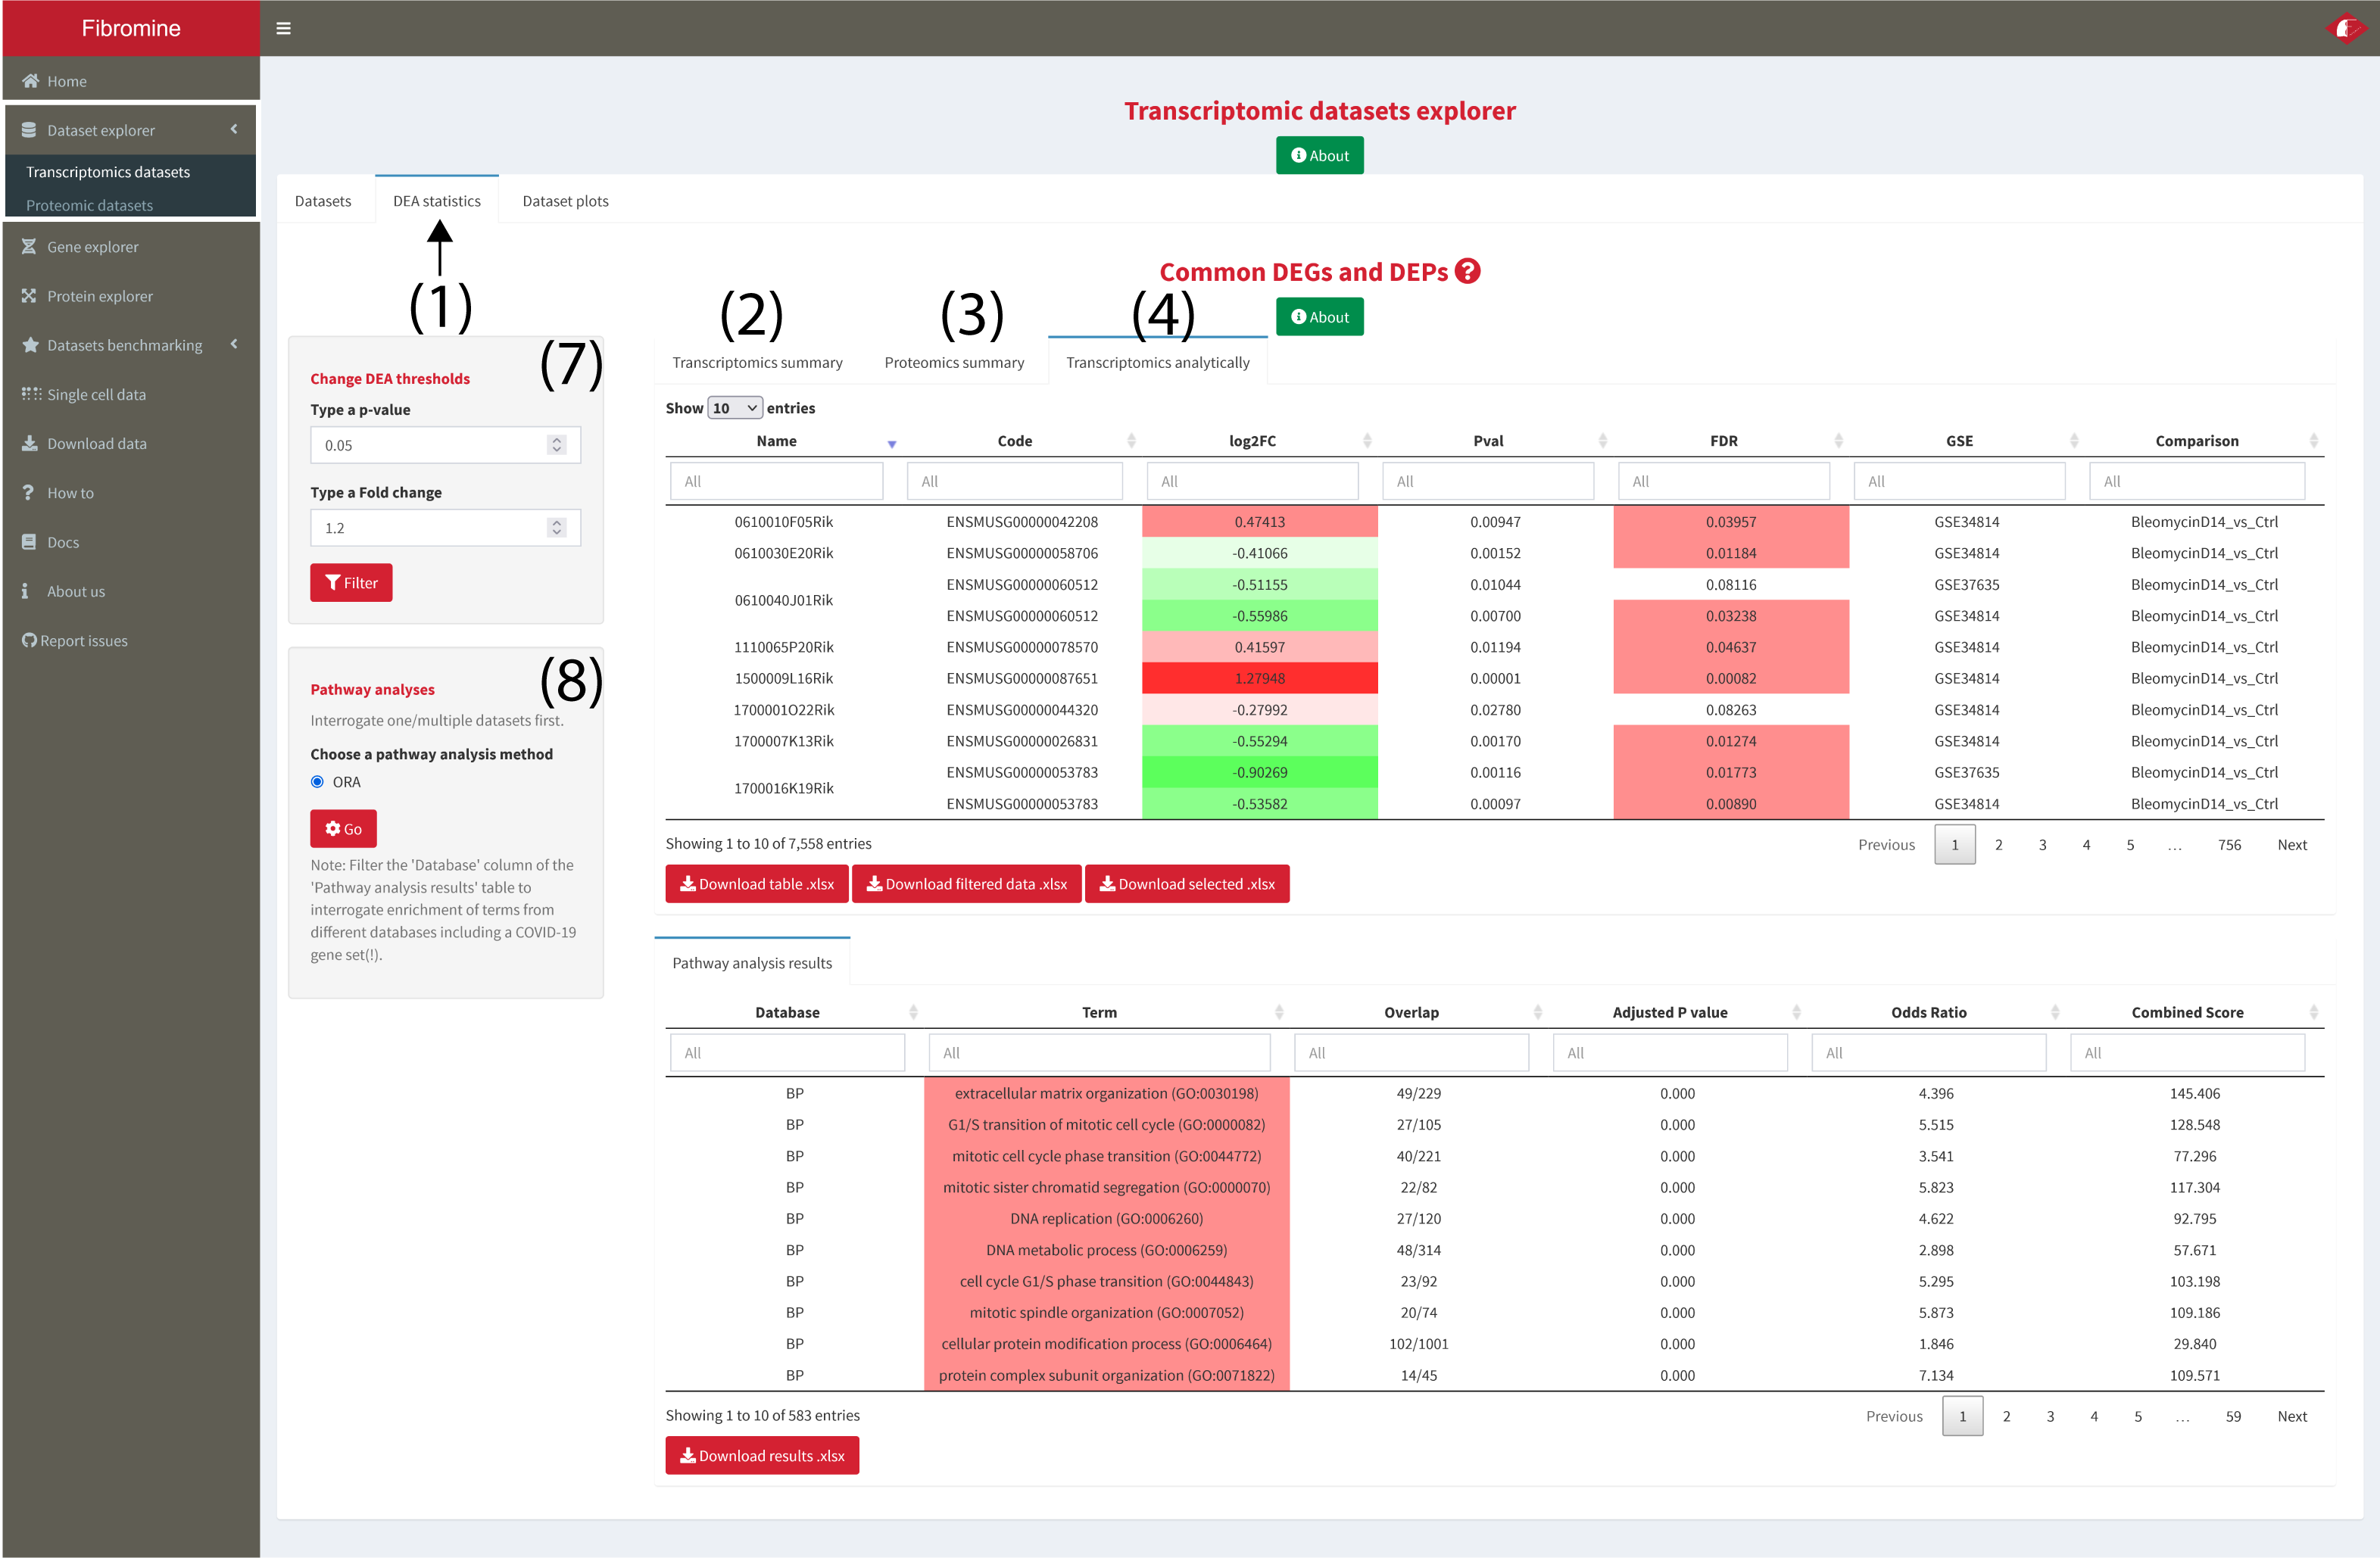 Fibromine
Home
Dataset explorer
Transcriptomics datasets
Proteomic datasets
Gene explorer
Protein explorer
Datasets benchmarking
Single cell data
Download data
How to
Docs
About us
Report issues
Transcriptomic datasets explorer
About
Datasets DEA statistics Dataset plots
(1)
Common DEGs and DEPs ?
About
(7)
Change DEA thresholds
Type a p-value
0.05
Type a Fold change
1.2
Filter
(8)
Pathway analyses
Interrogate one/multiple datasets first.
Choose a pathway analysis method
ORA
Go
Note: Filter the 'Database' column of the
'Pathway analysis results' table to
interrogate enrichment of terms from
different databases including a COVID-19
gene set(!).
(2) (3) (4)
Transcriptomics summary Proteomics summary Transcriptomics analytically
Show 10 entries
Name Code log2FC Pval FDR GSE Comparison
All All All All All All All
0610010F05Rik ENSMUSG00000042208 0.47413 0.00947 0.03957 GSE34814 BleomycinD14_vs_Ctrl
0610030E20Rik ENSMUSG00000058706 -0.41066 0.00152 0.01184 GSE34814 BleomycinD14_vs_Ctrl
0610040J01Rik ENSMUSG00000060512 -0.51155 0.01044 0.08116 GSE37635 BleomycinD14_vs_Ctrl
ENSMUSG00000060512 -0.55986 0.00700 0.03238 GSE34814 BleomycinD14_vs_Ctrl
1110065P20Rik ENSMUSG00000078570 0.41597 0.01194 0.04637 GSE34814 BleomycinD14_vs_Ctrl
1500009L16Rik ENSMUSG00000087651 1.27948 0.00001 0.00082 GSE34814 BleomycinD14_vs_Ctrl
1700001O22Rik ENSMUSG00000044320 -0.27992 0.02780 0.08263 GSE34814 BleomycinD14_vs_Ctrl
1700007K13Rik ENSMUSG00000026831 -0.55294 0.00170 0.01274 GSE34814 BleomycinD14_vs_Ctrl
1700016K19Rik ENSMUSG00000053783 -0.90269 0.00116 0.01773 GSE37635 BleomycinD14_vs_Ctrl
ENSMUSG00000053783 -0.53582 0.00097 0.00890 GSE34814 BleomycinD14_vs_Ctrl
Showing 1 to 10 of 7,558 entries Previous 1 2 3 4 5 ... 756 Next
Download table .xlsx Download filtered data .xlsx Download selected .xlsx
Pathway analysis results
Database Term Overlap Adjusted P value Odds Ratio Combined Score
All All All All All All
BP extracellular matrix organization (GO:0030198) 49/229 0.000 4.396 145.406
BP G1/S transition of mitotic cell cycle (GO:0000082) 27/105 0.000 5.515 128.548
BP mitotic cell cycle phase transition (GO:0044772) 40/221 0.000 3.541 77.296
BP mitotic sister chromatid segregation (GO:0000070) 22/82 0.000 5.823 117.304
BP DNA replication (GO:0006260) 27/120 0.000 4.622 92.795
BP DNA metabolic process (GO:0006259) 48/314 0.000 2.898 57.671
BP cell cycle G1/S phase transition (GO:0044843) 23/92 0.000 5.295 103.198
BP mitotic spindle organization (GO:0007052) 20/74 0.000 5.873 109.186
BP cellular protein modification process (GO:0006464) 102/1001 0.000 1.846 29.840
BP protein complex subunit organization (GO:0071822) 14/45 0.000 7.134 109.571
Showing 1 to 10 of 583 entries Previous 1 2 3 4 5 ... 59 Next
Download results .xlsx